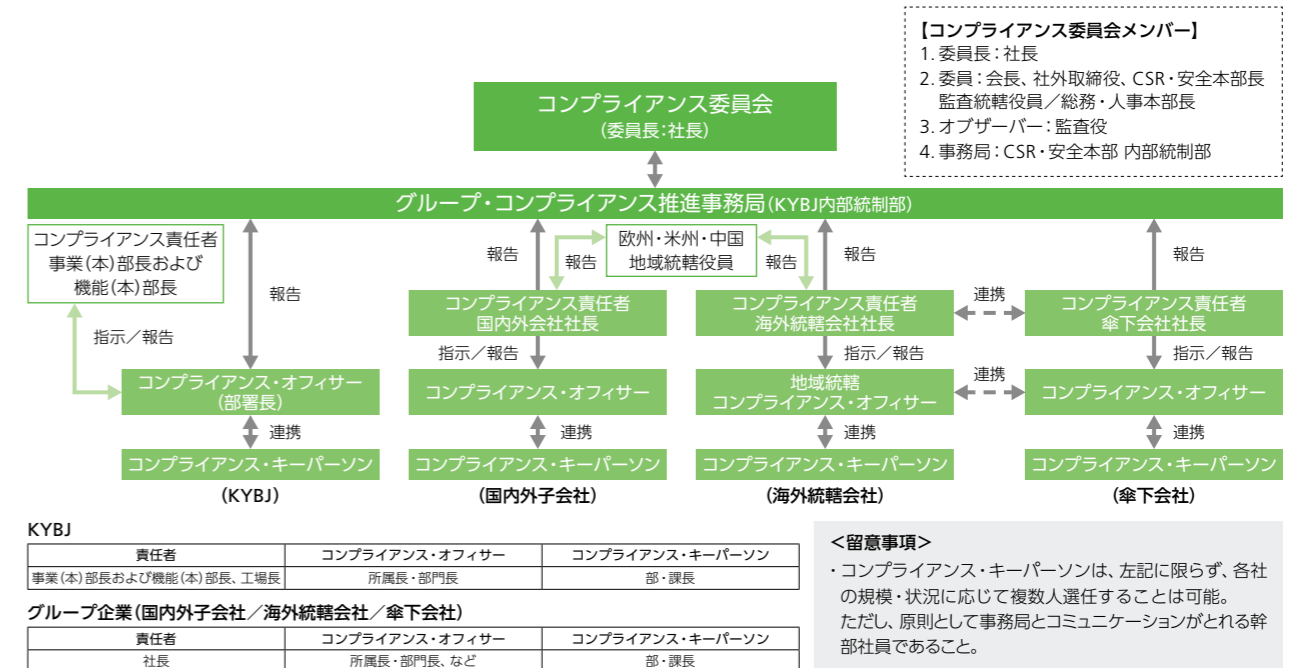 【コンプライアンス委員会メンバー】
1. 委員長：社長
2. 委員：会長、社外取締役、CSR・安全本部長
監査統轄役員／総務・人事本部長
3. オブザーバー：監査役
4. 事務局：CSR・安全本部 内部統制部
コンプライアンス委員会
（委員長：社長）
グループ・コンプライアンス推進事務局（KYBJ内部統制部）
コンプライアンス責任者
事業（本）部長および
機能（本）部長
報告
指示／報告
コンプライアンス・オフィサー
（部署長）
連携
コンプライアンス・キーパーソン
（KYBJ）
報告
報告
欧州・米州・中国
地域統轄役員
報告
報告
コンプライアンス責任者
国内外会社社長
指示／報告
コンプライアンス・オフィサー
連携
コンプライアンス・キーパーソン
（国内外子会社）
コンプライアンス責任者
海外統轄会社社長
連携
指示／報告
地域統轄
コンプライアンス・オフィサー
連携
連携
コンプライアンス・キーパーソン
（海外統轄会社）
報告
コンプライアンス責任者
傘下会社社長
指示／報告
コンプライアンス・オフィサー
連携
コンプライアンス・キーパーソン
（傘下会社）
KYBJ
責任者 コンプライアンス・オフィサー コンプライアンス・キーパーソン
事業（本）部長および機能（本）部長、工場長 所属長・部門長 部・課長
グループ企業（国内外子会社／海外統轄会社／傘下会社）
責任者 コンプライアンス・オフィサー コンプライアンス・キーパーソン
社長 所属長・部門長、など 部・課長
＜留意事項＞
・コンプライアンス・キーパーソンは、左記に限らず、各社
の規模・状況に応じて複数人選任することは可能。
ただし、原則として事務局とコミュニケーションがとれる幹
部社員であること。